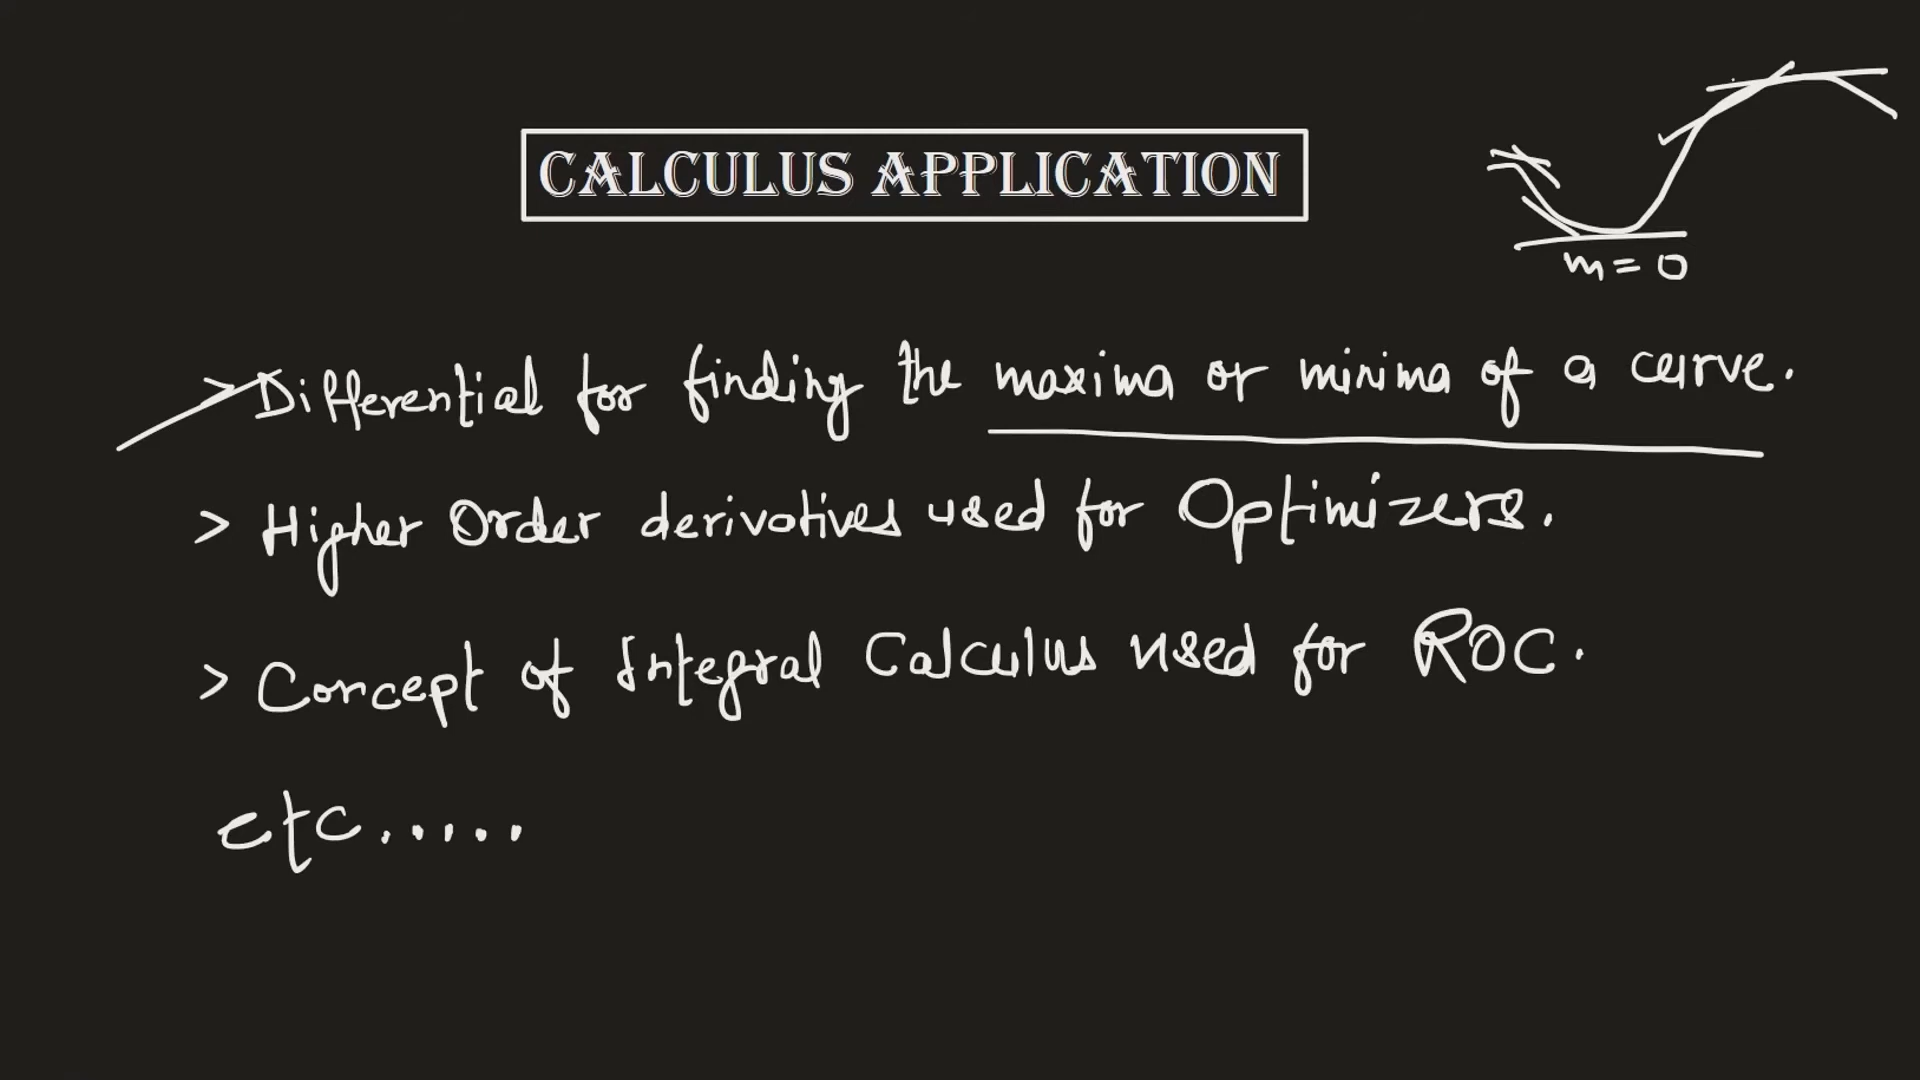 CALCULUS APPLICATION
m = 0
> Differential for finding the maxima or minima of a curve.
> Higher Order derivatives used for Optimizers.
> Concept of Integral Calculus used for ROC.
etc.....